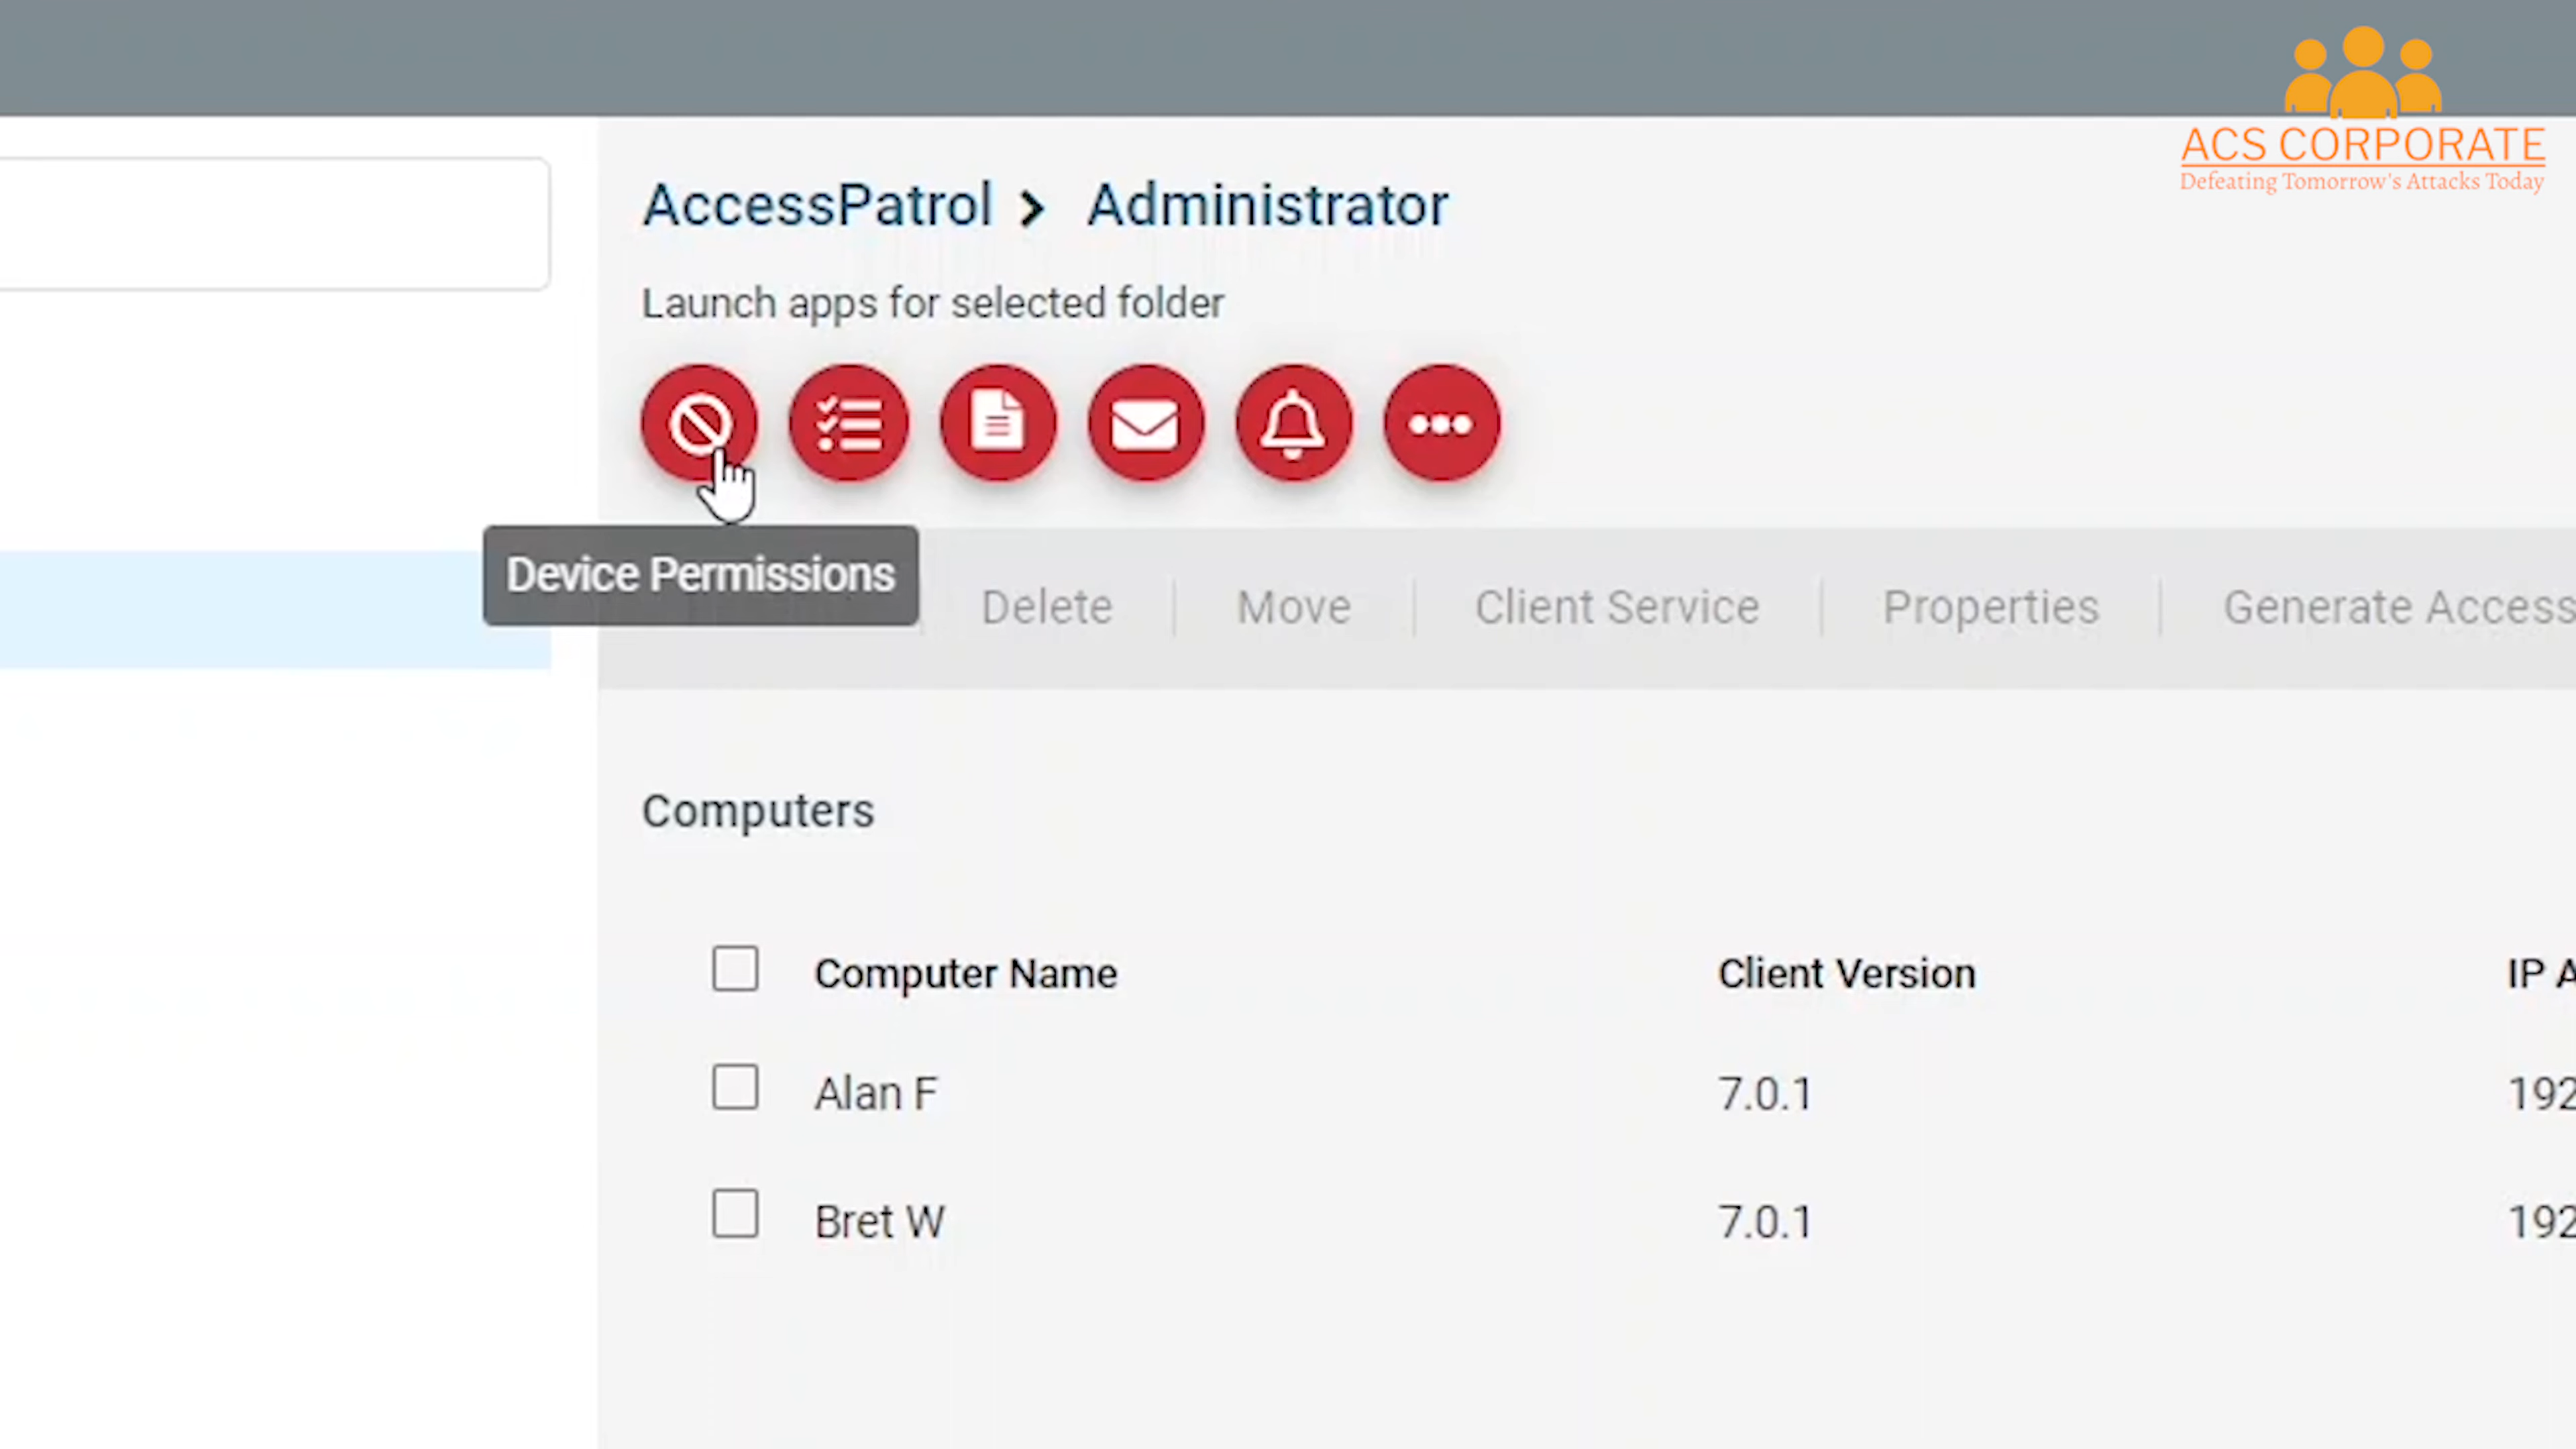 ACS CORPORATE
Defeating Tomorrow's Attacks Today
AccessPatrol > Administrator
Launch apps for selected folder
Device Permissions
Delete
Move
Client Service
Properties
Generate Access
Computers
Computer Name
Client Version
IP A
Alan F
7.0.1
192
Bret W
7.0.1
192